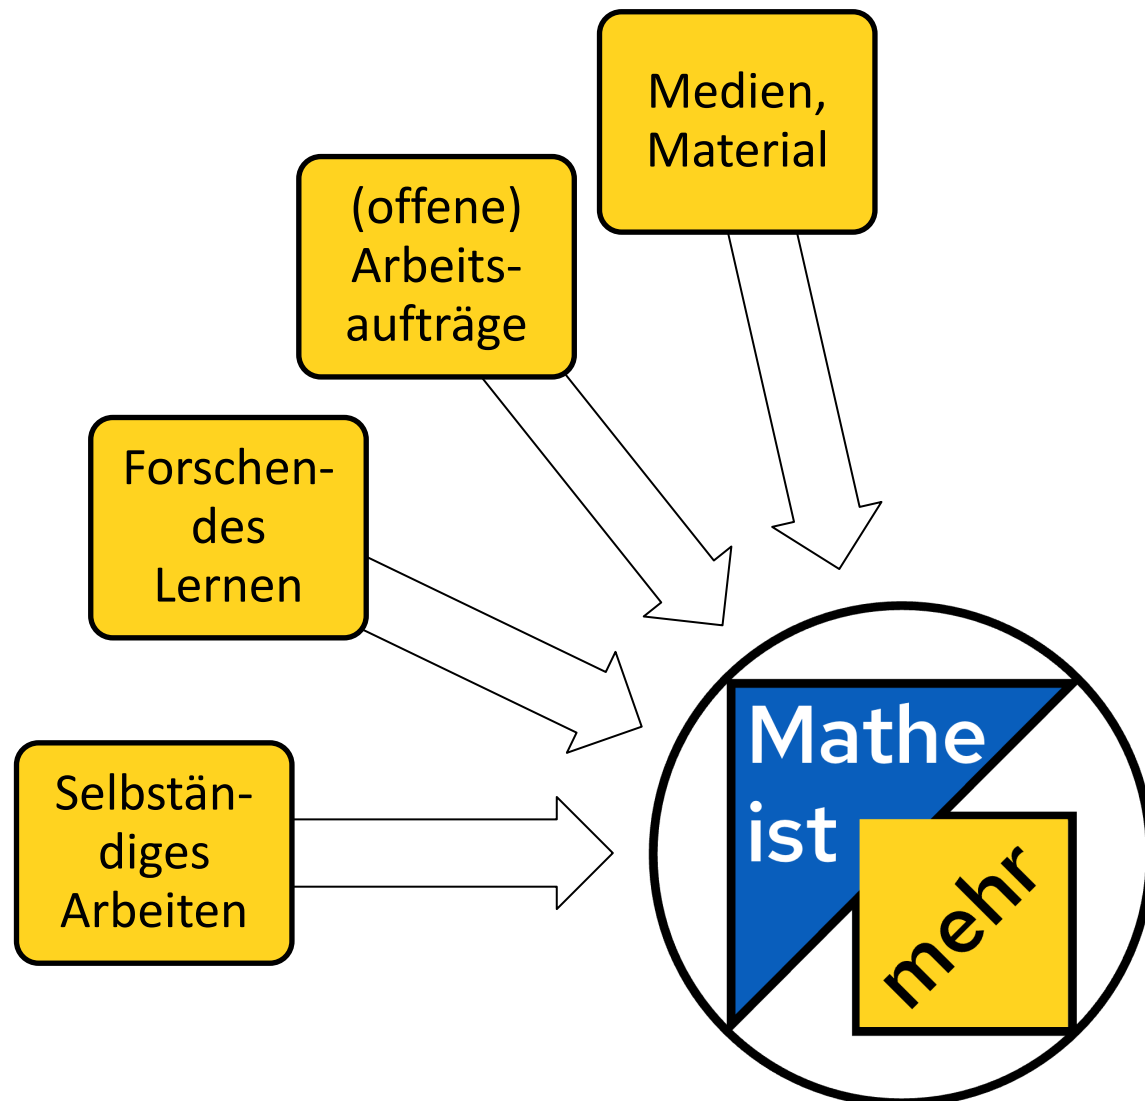 Medien,
Material
(offene)
Arbeits-
aufträge
Forschen-
des
Lernen
Selbstän-
diges
Arbeiten
Mathe
ist
mehr